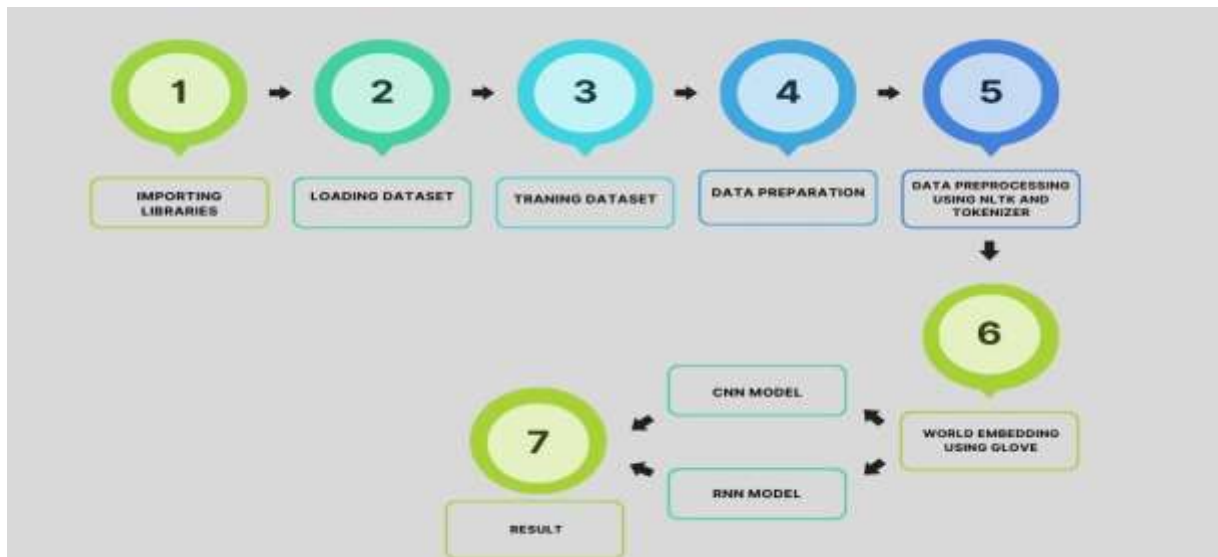 1
2
3
4
5
IMPORTING
LIBRARIES
LOADING DATASET
TRANING DATASET
DATA PREPARATION
DATA PREPROCESSING
USING NLTK AND
TOKENIZER
6
WORLD EMBEDDING
USING GLOVE
CNN MODEL
RNN MODEL
7
RESULT